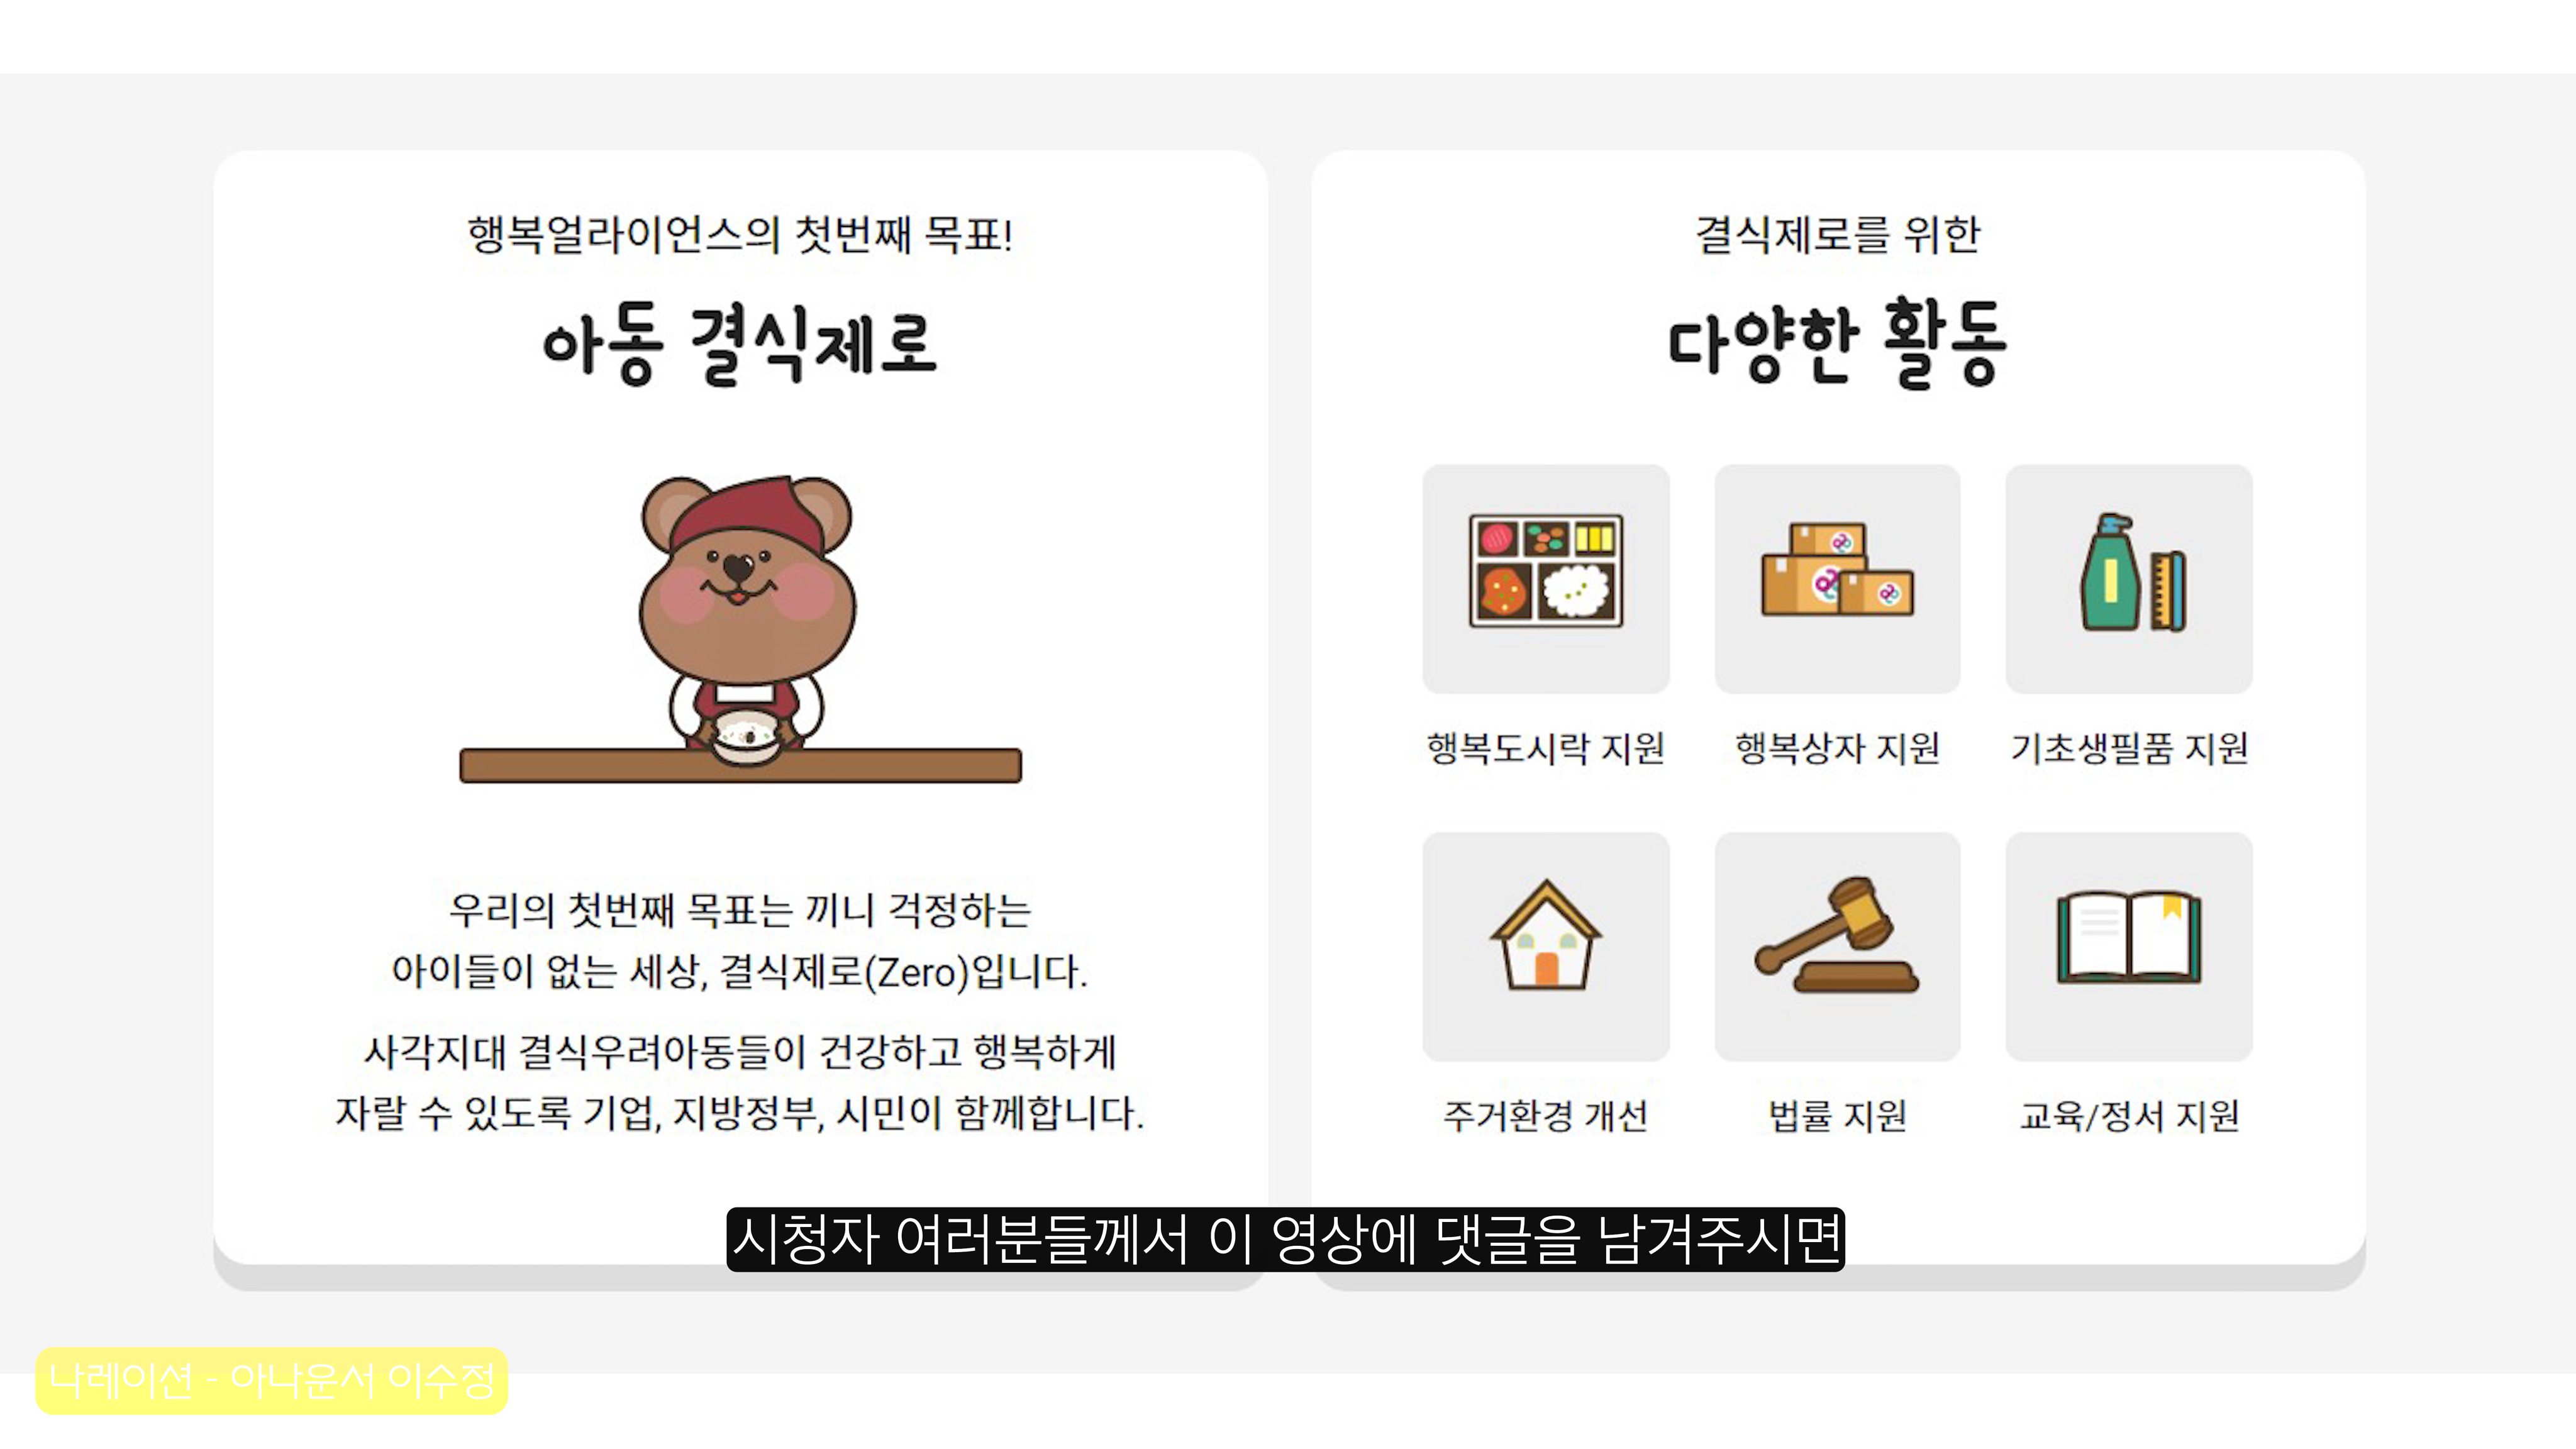 행복얼라이언스의 첫번째 목표!
아동 결식제로
우리의 첫번째 목표는 끼니 걱정하는
아이들이 없는 세상, 결식제로(Zero)입니다.
사각지대 결식우려아동들이 건강하고 행복하게
자랄 수 있도록 기업, 지방정부, 시민이 함께합니다.
결식제로를 위한
다양한 활동
행복도시락 지원
행복상자 지원
기초생필품 지원
주거환경 개선
법률 지원
교육/정서 지원
시청자 여러분들께서 이 영상에 댓글을 남겨주시면
나레이션 - 아나운서 이수정